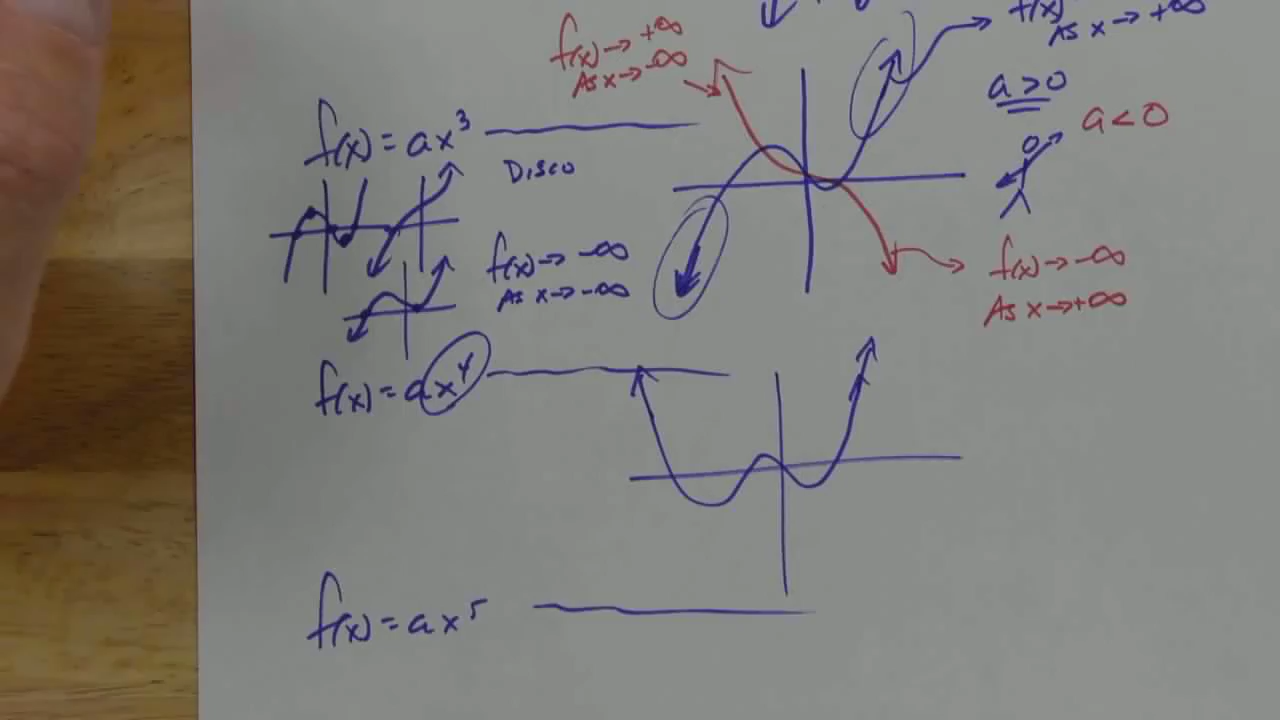 f(x)
As x → +∞
f(x) → +∞
As x → -∞
a > 0
a < 0
f(x) = ax³
Disco
f(x) → -∞
As x → -∞
f(x) → -∞
As x → +∞
f(x) = ax⁴
f(x) = ax⁵